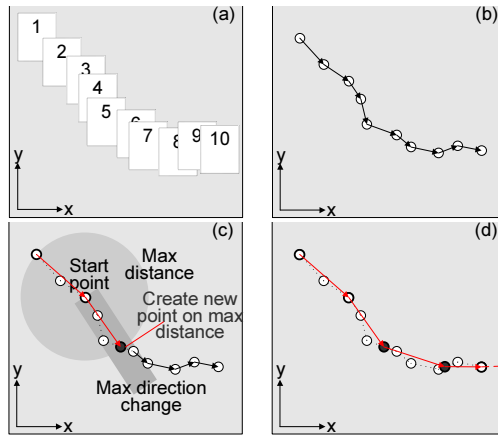 (a)
1
2
3
4
5
6
7
8
9
10
y
x
(b)
y
x
(c)
Start
point
Max
distance
Create new
point on max
distance
Max direction
change
y
x
(d)
y
x